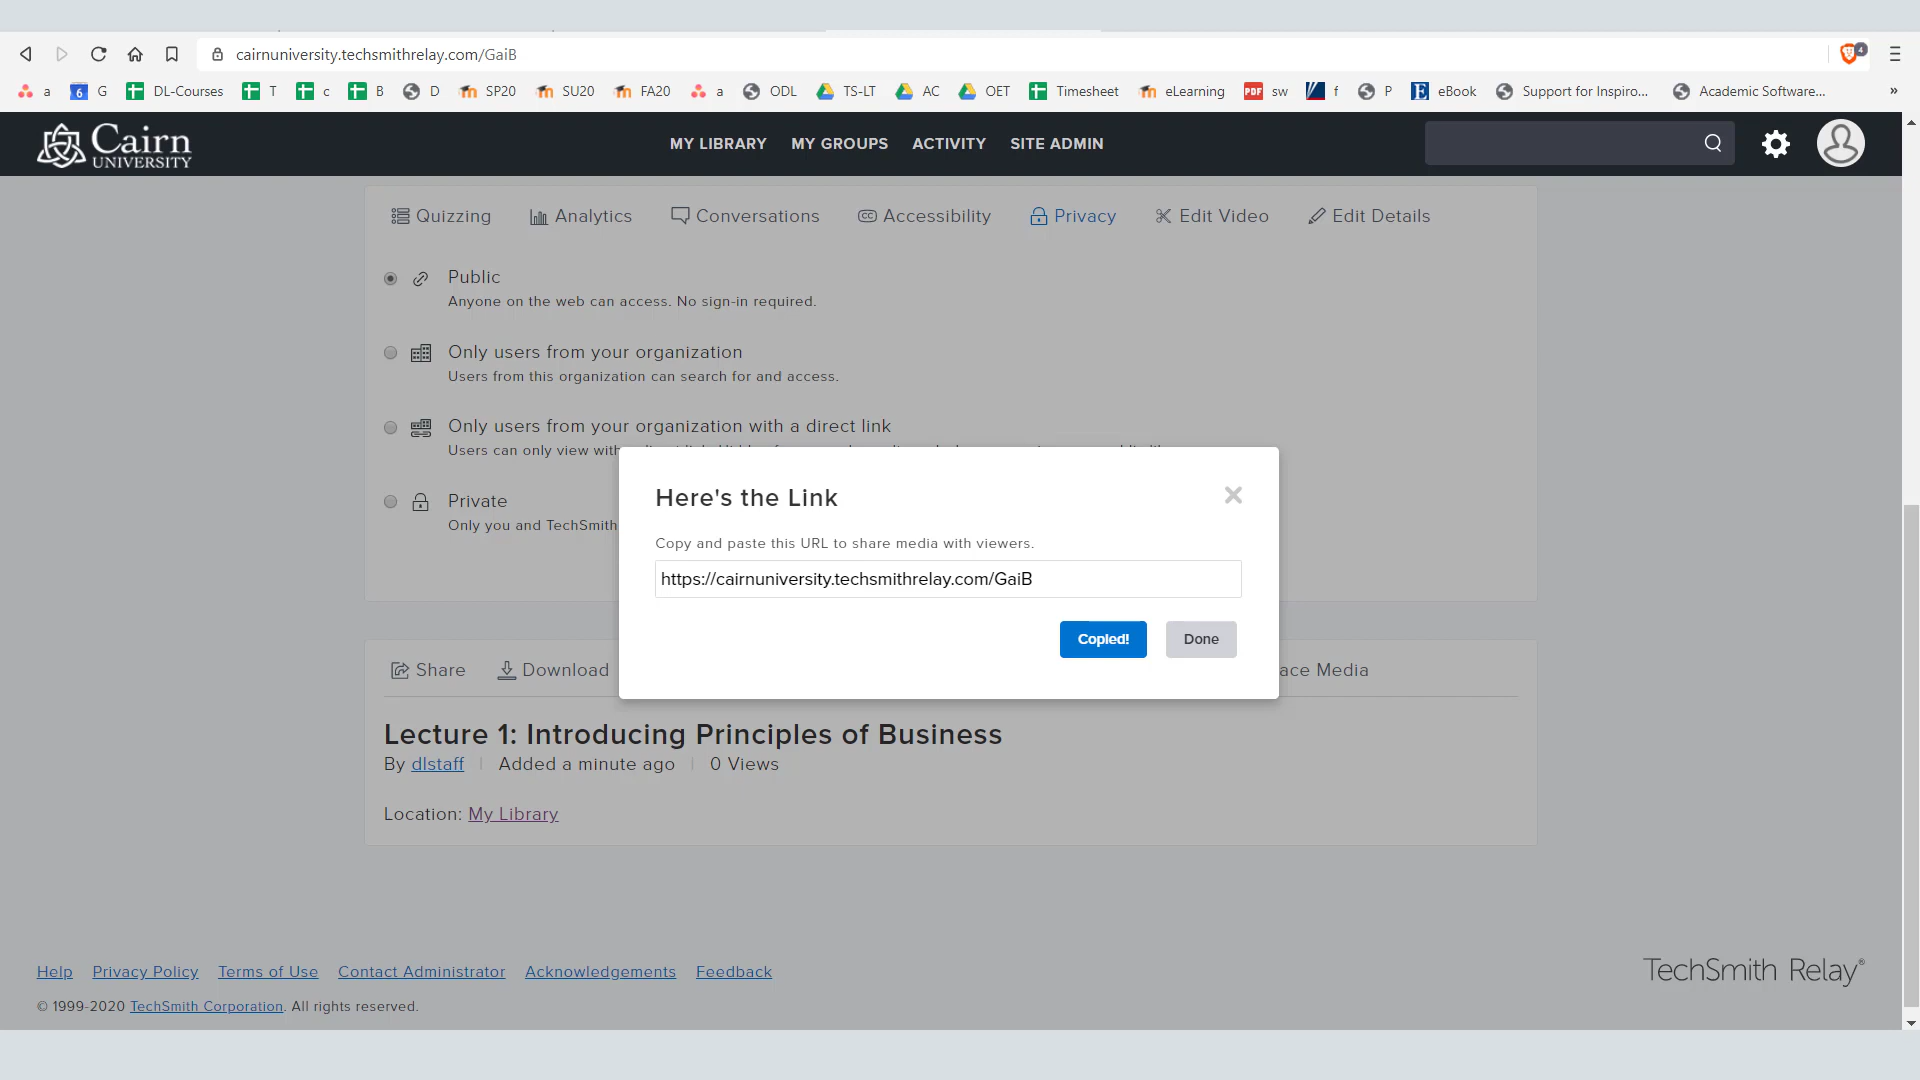 cairnuniversity.techsmithrelay.com/GaiB
4
a G DL-Courses T c B D SP20 SU20 FA20 a ODL TS-LT AC OET Timesheet eLearning PDF sw f P E eBook Support for Inspiro... Academic Software... »
6
Cairn
UNIVERSITY
MY LIBRARY MY GROUPS ACTIVITY SITE ADMIN
Quizzing Analytics CC Accessibility Conversations Privacy Edit Video Edit Details
Public
Anyone on the web can access. No sign-in required.
Only users from your organization
Users from this organization can search for and access.
Only users from your organization with a direct link
Users can only view with
Private
Only you and TechSmith
Here's the Link
Copy and paste this URL to share media with viewers.
https://cairnuniversity.techsmithrelay.com/GaiB
Copied! Done
Share Download ace Media
Lecture 1: Introducing Principles of Business
By dlstaff | Added a minute ago | 0 Views
Location: My Library
Help Privacy Policy Terms of Use Contact Administrator Acknowledgements Feedback
TechSmith Relay®
© 1999-2020 TechSmith Corporation. All rights reserved.